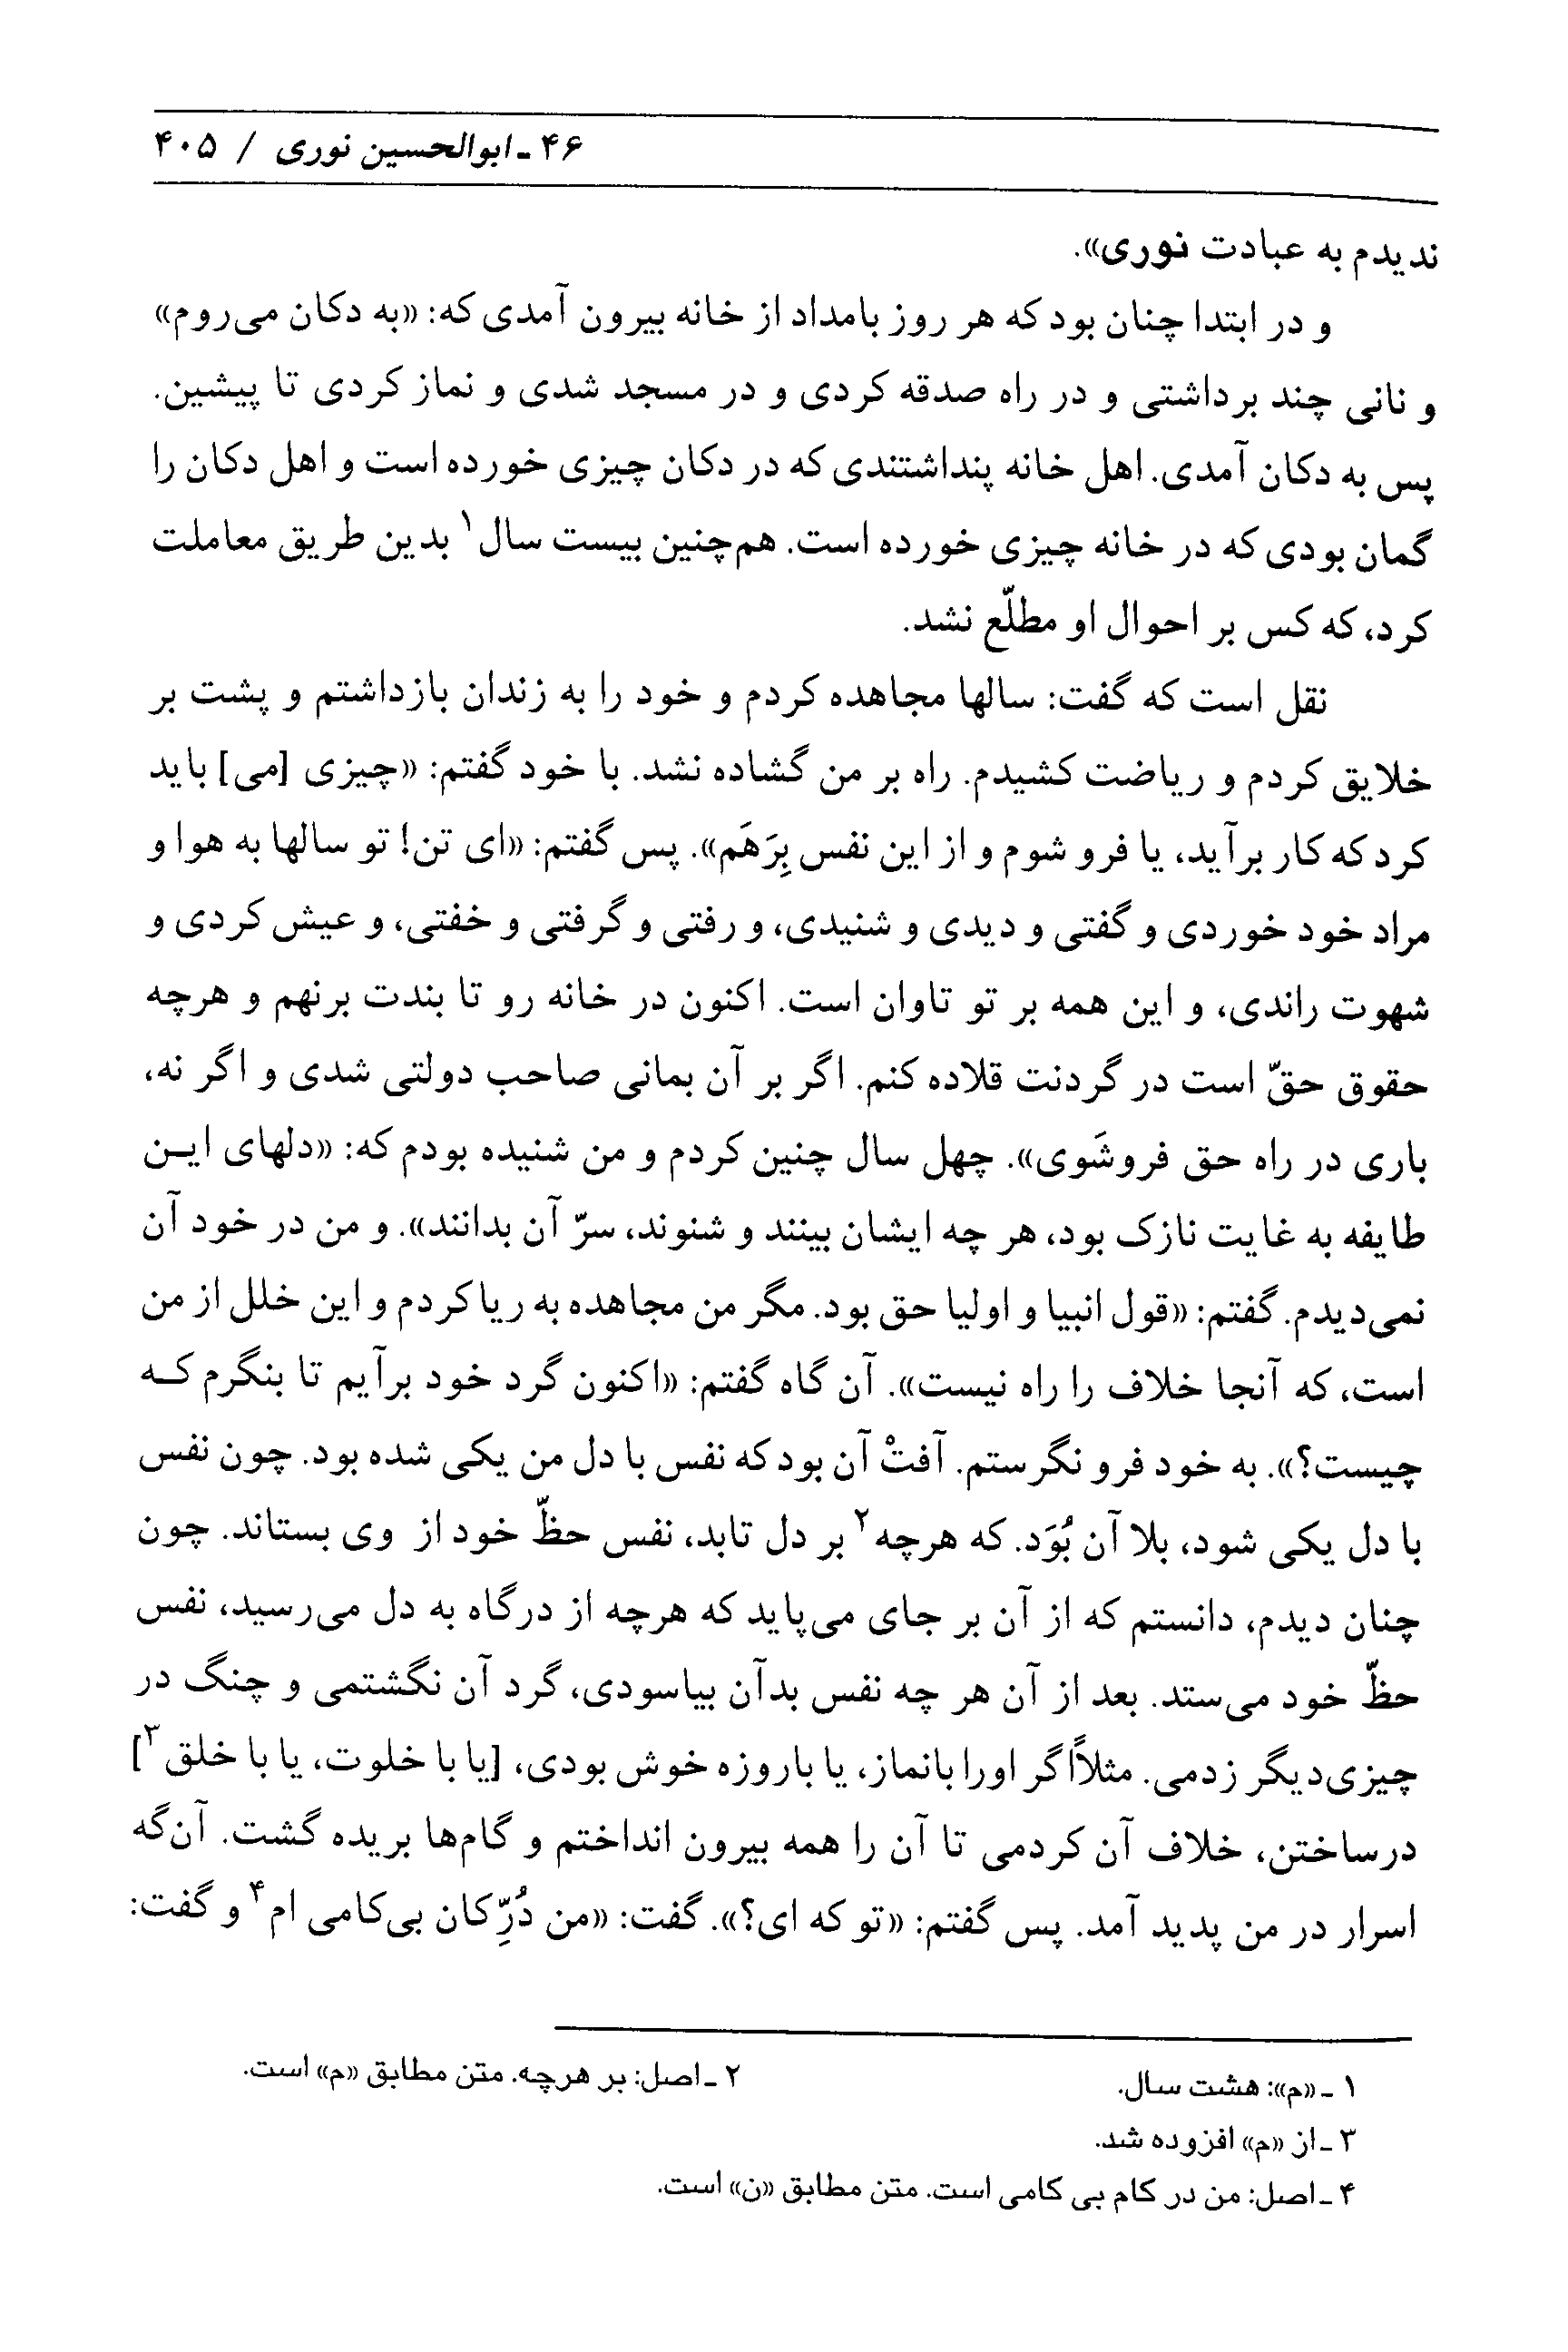 ۴۶ ـ ابوالحسین نوری / ۴۰۵
ندیدم به عبادت نوری».
و در ابتدا چنان بود که هر روز بامداد از خانه بیرون آمدی که: «به دکان می‌روم»
و نانی چند برداشتی و در راه صدقه کردی و در مسجد شدی و نماز کردی تا پیشین.
پس به دکان آمدی. اهل خانه پنداشتندی که در دکان چیزی خورده است و اهل دکان را
گمان بودی که در خانه چیزی خورده است. هم‌چنین بیست سال۱ بدین طریق معاملت
کرد، که کس بر احوال او مطلّع نشد.
نقل است که گفت: سالها مجاهده کردم و خود را به زندان بازداشتم و پشت بر
خلایق کردم و ریاضت کشیدم. راه بر من گشاده نشد. با خود گفتم: «چیزی [می] باید
کرد که کار برآید، یا فرو شوم و از این نفس بِرَهَم». پس گفتم: «ای تن! تو سالها به هوا و
مراد خود خوردی و گفتی و دیدی و شنیدی، و رفتی و گرفتی و خفتی، و عیش کردی و
شهوت راندی، و این همه بر تو تاوان است. اکنون در خانه رو تا بندت برنهم و هرچه
حقوق حقّ است در گردنت قلاده کنم. اگر بر آن بمانی صاحب دولتی شدی و اگر نه،
باری در راه حق فروشَوی». چهل سال چنین کردم و من شنیده بودم که: «دلهای این
طایفه به غایت نازک بود، هر چه ایشان بینند و شنوند، سرّ آن بدانند». و من در خود آن
نمی‌دیدم. گفتم: «قول انبیا و اولیا حق بود. مگر من مجاهده به ریا کردم و این خلل از من
است، که آنجا خلاف را راه نیست». آن گاه گفتم: «اکنون گرد خود برآیم تا بنگرم که
چیست؟». به خود فرو نگرستم. آفتْ آن بود که نفس با دل من یکی شده بود. چون نفس
با دل یکی شود، بلا آن بُوَد. که هرچه۲ بر دل تابد، نفس حظّ خود از وی بستاند. چون
چنان دیدم، دانستم که از آن بر جای می‌پاید که هرچه از درگاه به دل می‌رسید، نفس
حظّ خود می‌ستد. بعد از آن هر چه نفس بدآن بیاسودی، گرد آن نگشتمی و چنگ در
چیزی‌دیگر زدمی. مثلاًاگر اورا بانماز، یا باروزه خوش بودی، [یا با خلوت، یا با خلق۳]
درساختن، خلاف آن کردمی تا آن را همه بیرون انداختم و گام‌ها بریده گشت. آن‌گه
اسرار در من پدید آمد. پس گفتم: «تو که ای؟». گفت: «من دُرِّ کان بی‌کامی ام۴ و گفت:
۱ ـ «م»: هشت سال.
۲ ـ اصل: بر هرچه. متن مطابق «م» است.
۳ ـ از «م» افزوده شد.
۴ ـ اصل: من در کام بی کامی است. متن مطابق «ن» است.